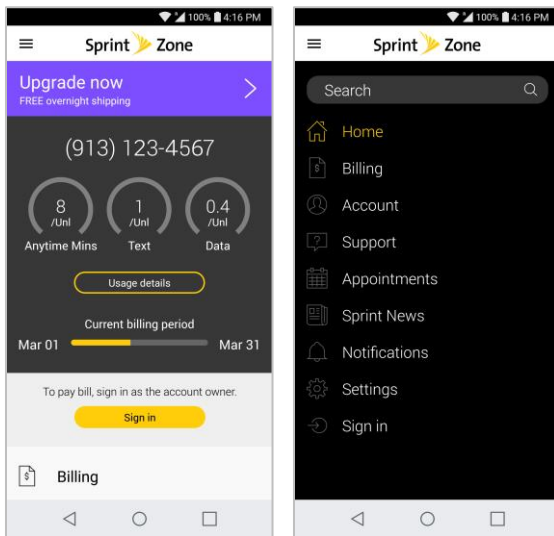 100% 4:16 PM
Sprint Zone
Upgrade now
FREE overnight shipping
(913) 123-4567
8 1 0.4
/Unl /Unl /Unl
Anytime Mins Text Data
Usage details
Current billing period
Mar 01 Mar 31
To pay bill, sign in as the account owner.
Sign in
$ Billing
100% 4:16 PM
Sprint Zone
Search
Home
$ Billing
Account
? Support
Appointments
Sprint News
Notifications
Settings
Sign in